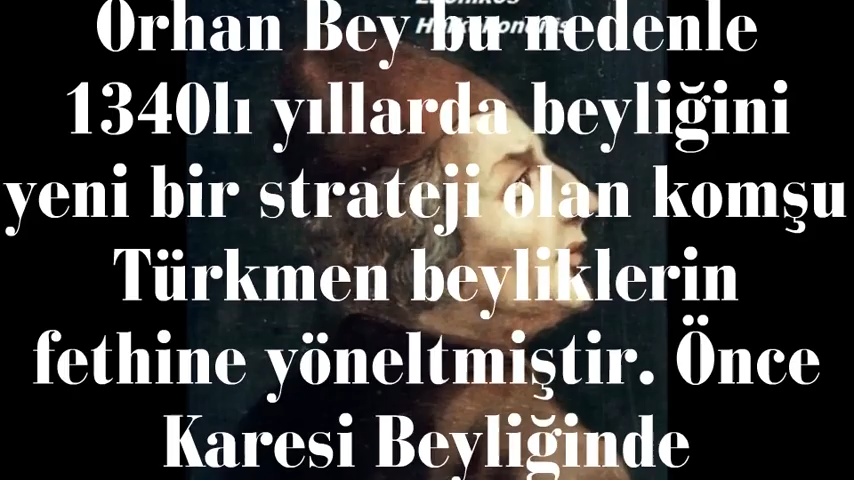 Orhan Bey bu nedenle
1340lı yıllarda beyliğini
yeni bir strateji olan komşu
Türkmen beyliklerin
fethine yöneltmiştir. Önce
Karesi Beyliğinde